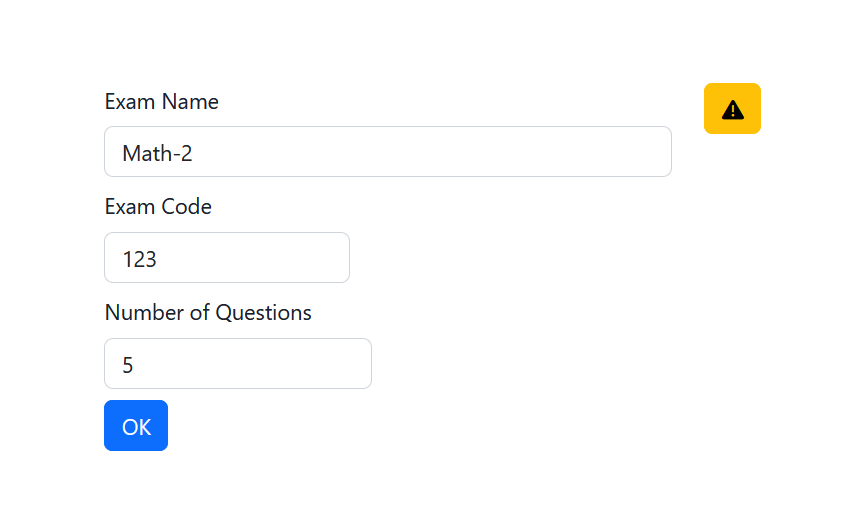 Exam Name
Math-2
Exam Code
123
Number of Questions
5
OK